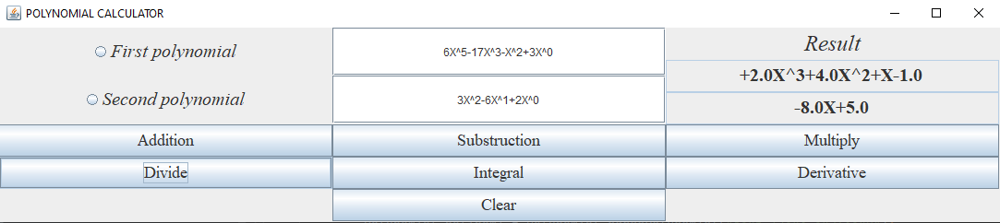 POLYNOMIAL CALCULATOR
First polynomial
6X^5-17X^3-X^2+3X^0
Result
+2.0X^3+4.0X^2+X-1.0
Second polynomial
3X^2-6X^1+2X^0
-8.0X+5.0
Addition
Substruction
Multiply
Divide
Integral
Derivative
Clear